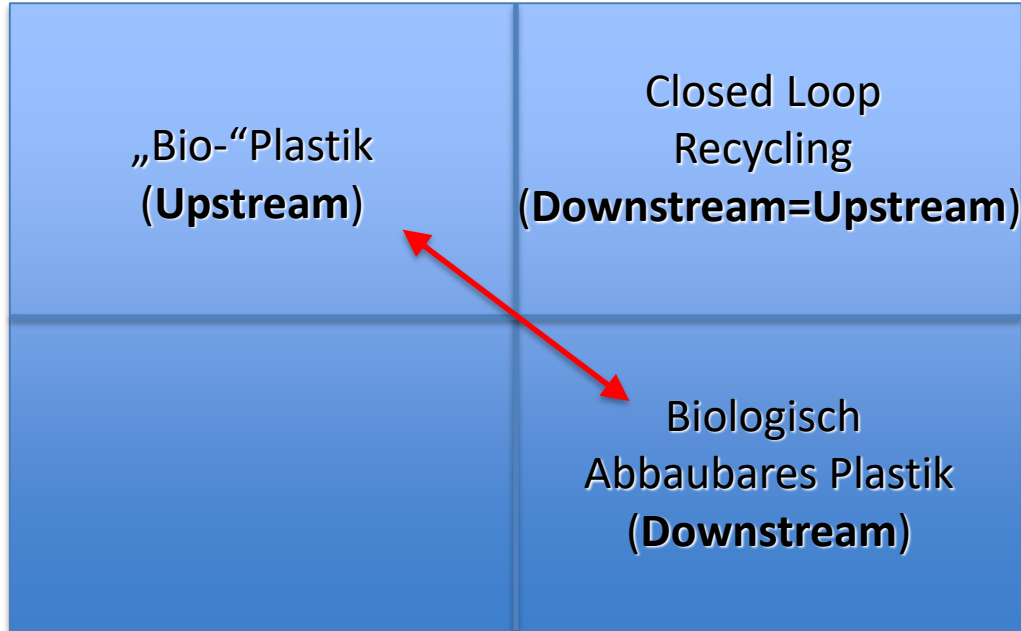 „Bio-“Plastik
(Upstream)
Closed Loop
Recycling
(Downstream=Upstream)
Biologisch
Abbaubares Plastik
(Downstream)